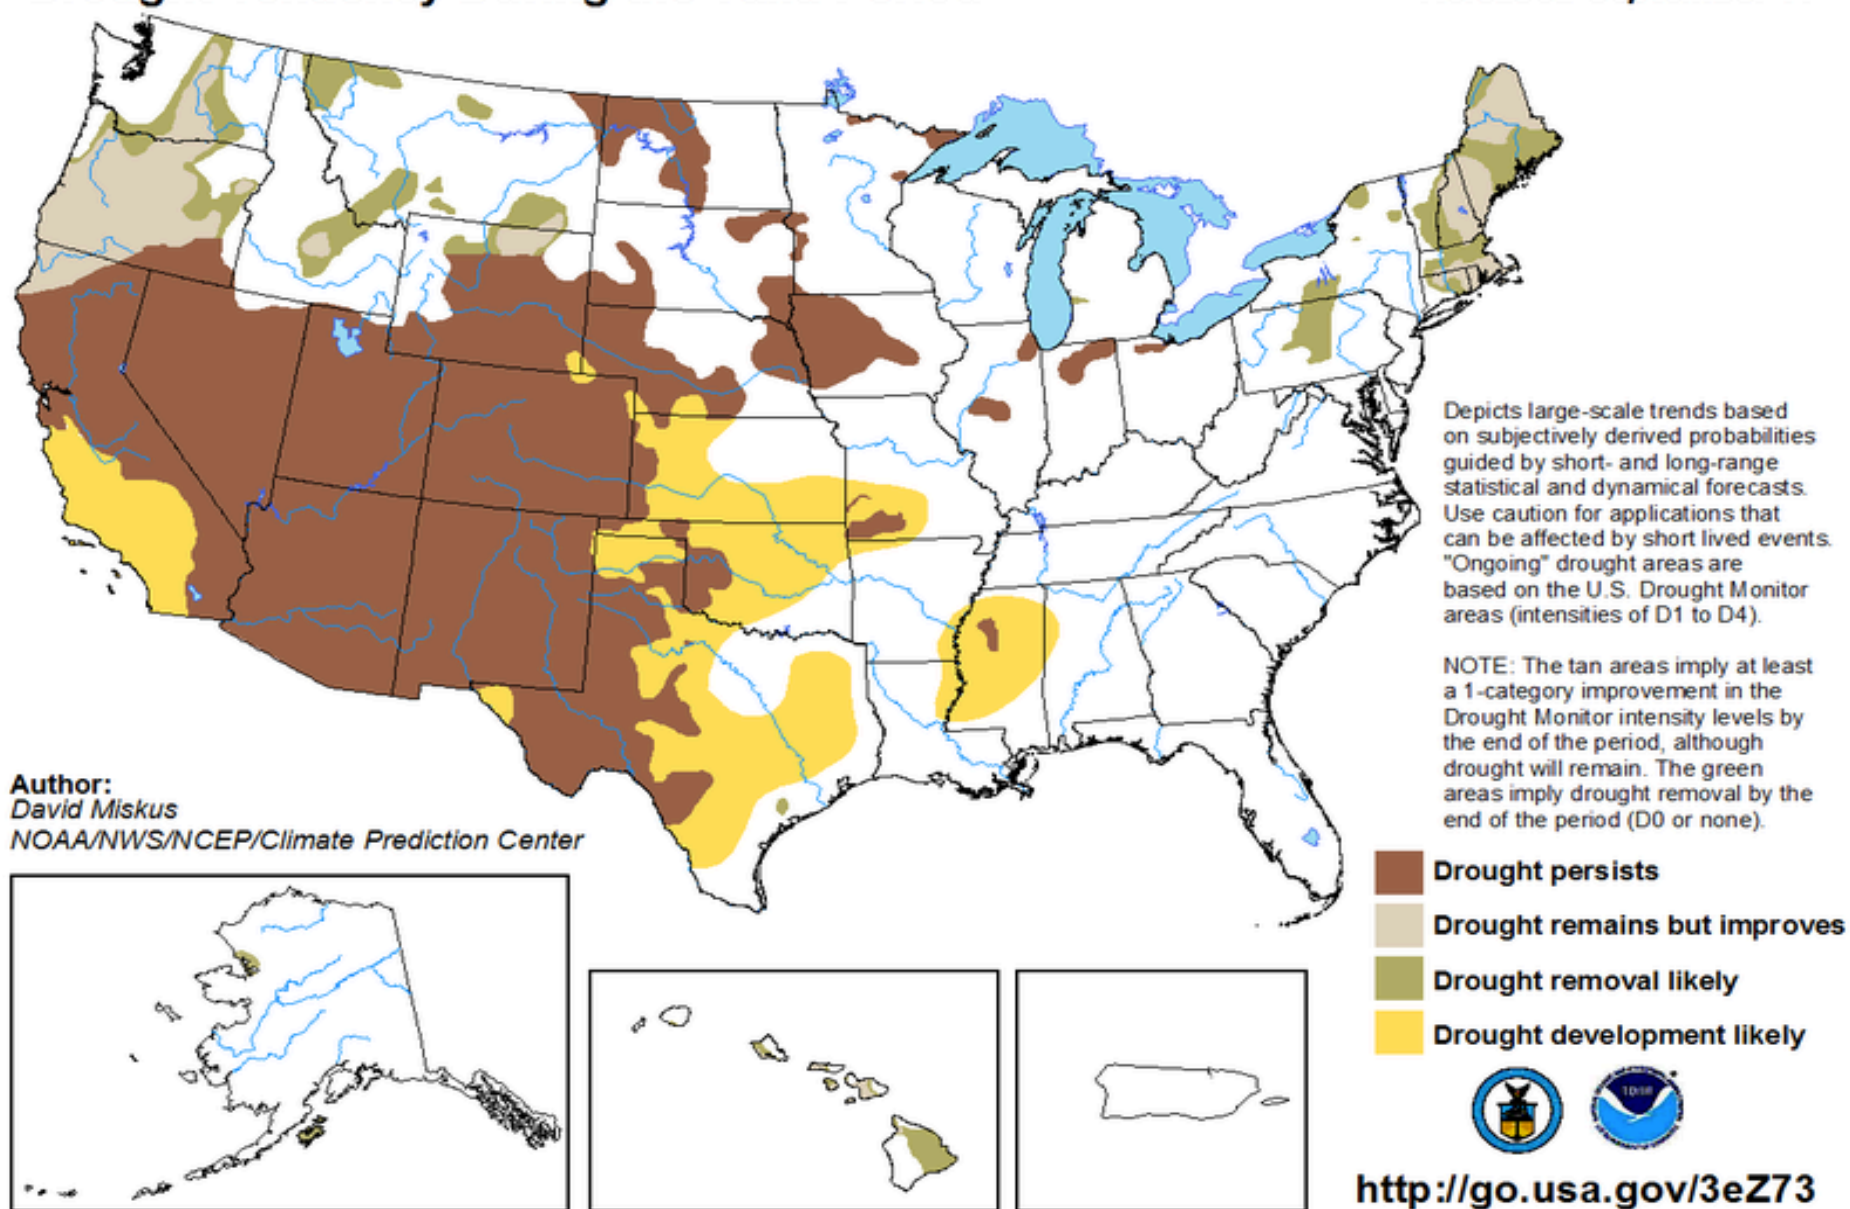 Depicts large-scale trends based
on subjectively derived probabilities
guided by short- and long-range
statistical and dynamical forecasts.
Use caution for applications that
can be affected by short lived events.
"Ongoing" drought areas are
based on the U.S. Drought Monitor
areas (intensities of D1 to D4).
NOTE: The tan areas imply at least
a 1-category improvement in the
Drought Monitor intensity levels by
the end of the period, although
drought will remain. The green
areas imply drought removal by the
end of the period (D0 or none).
Author:
David Miskus
NOAA/NWS/NCEP/Climate Prediction Center
Drought persists
Drought remains but improves
Drought removal likely
Drought development likely
http://go.usa.gov/3eZ73